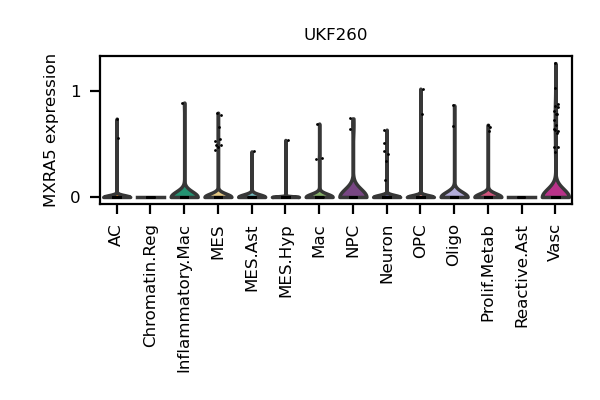 UKF260
MXRA5 expression
1
0
AC
Chromatin.Reg
Inflammatory.Mac
MES
MES.Ast
MES.Hyp
Mac
NPC
Neuron
OPC
Oligo
Prolif.Metab
Reactive.Ast
Vasc